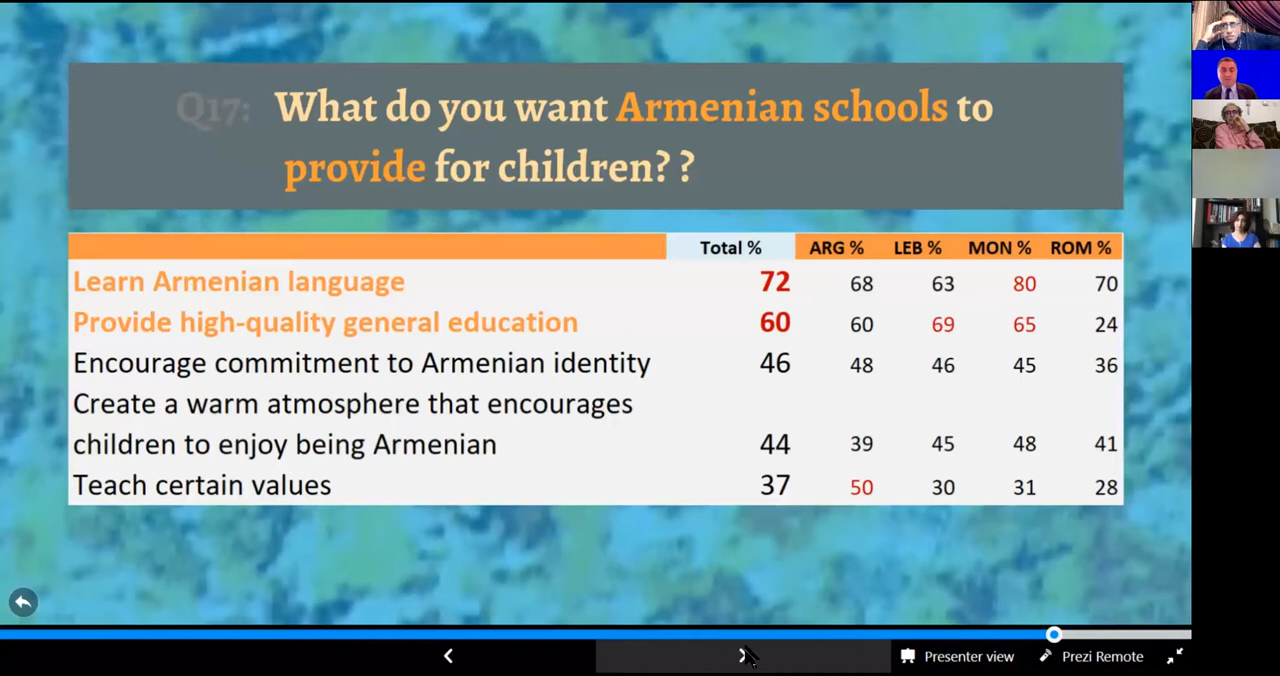 Q17: What do you want Armenian schools to
provide for children? ?
Total % ARG % LEB % MON % ROM %
Learn Armenian language 72 68 63 80 70
Provide high-quality general education 60 60 69 65 24
Encourage commitment to Armenian identity 46 48 46 45 36
Create a warm atmosphere that encourages
children to enjoy being Armenian 44 39 45 48 41
Teach certain values 37 50 30 31 28
Presenter view Prezi Remote